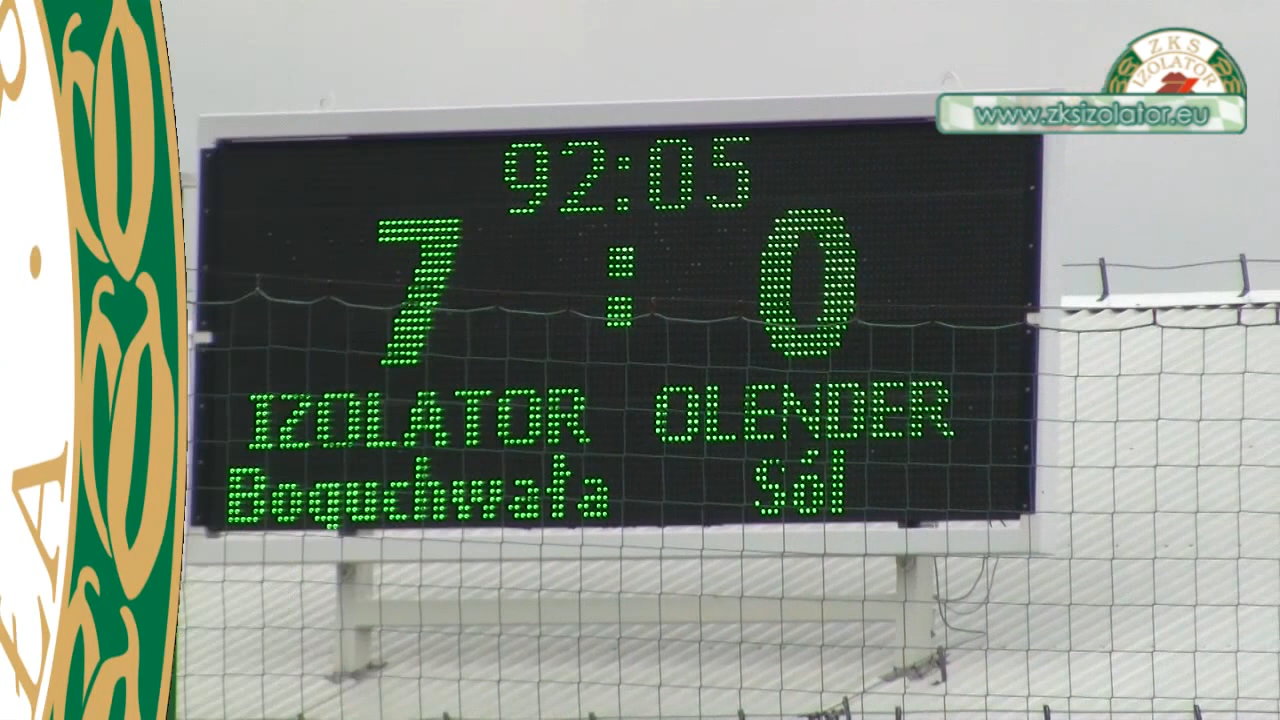 ZKS
IZOLATOR
www.zksizolator.eu
92:05
7 : 0
IZOLATOR OLENDER
Boguchwała Sól